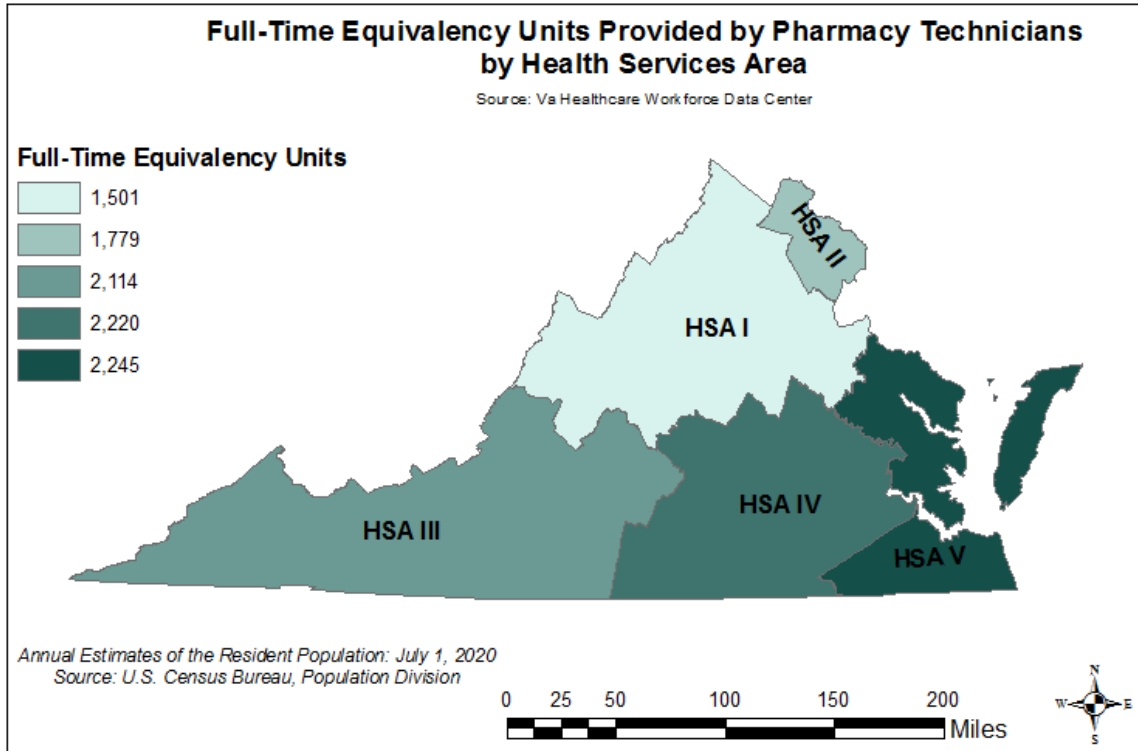 Full-Time Equivalency Units Provided by Pharmacy Technicians
by Health Services Area
Source: Va Healthcare Workforce Data Center
Full-Time Equivalency Units
1,501
1,779
2,114
2,220
2,245
HSA II
HSA I
HSA IV
HSA III
HSA V
Annual Estimates of the Resident Population: July 1, 2020
Source: U.S. Census Bureau, Population Division
0 25 50 100 150 200
Miles
N
W E
S